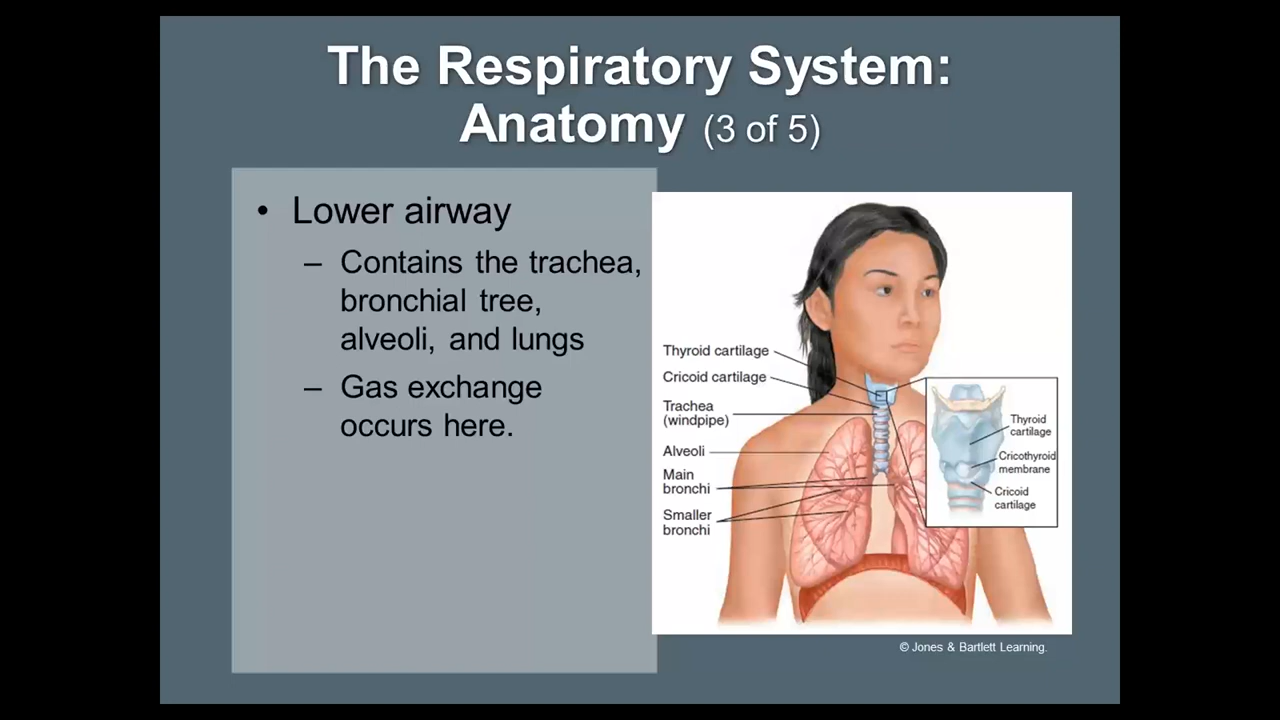 The Respiratory System:
Anatomy (3 of 5)
• Lower airway
– Contains the trachea,
bronchial tree,
alveoli, and lungs
– Gas exchange
occurs here.
Thyroid cartilage
Cricoid cartilage
Trachea
(windpipe)
Alveoli
Main
bronchi
Smaller
bronchi
Thyroid
cartilage
Cricothyroid
membrane
Cricoid
cartilage
© Jones & Bartlett Learning.